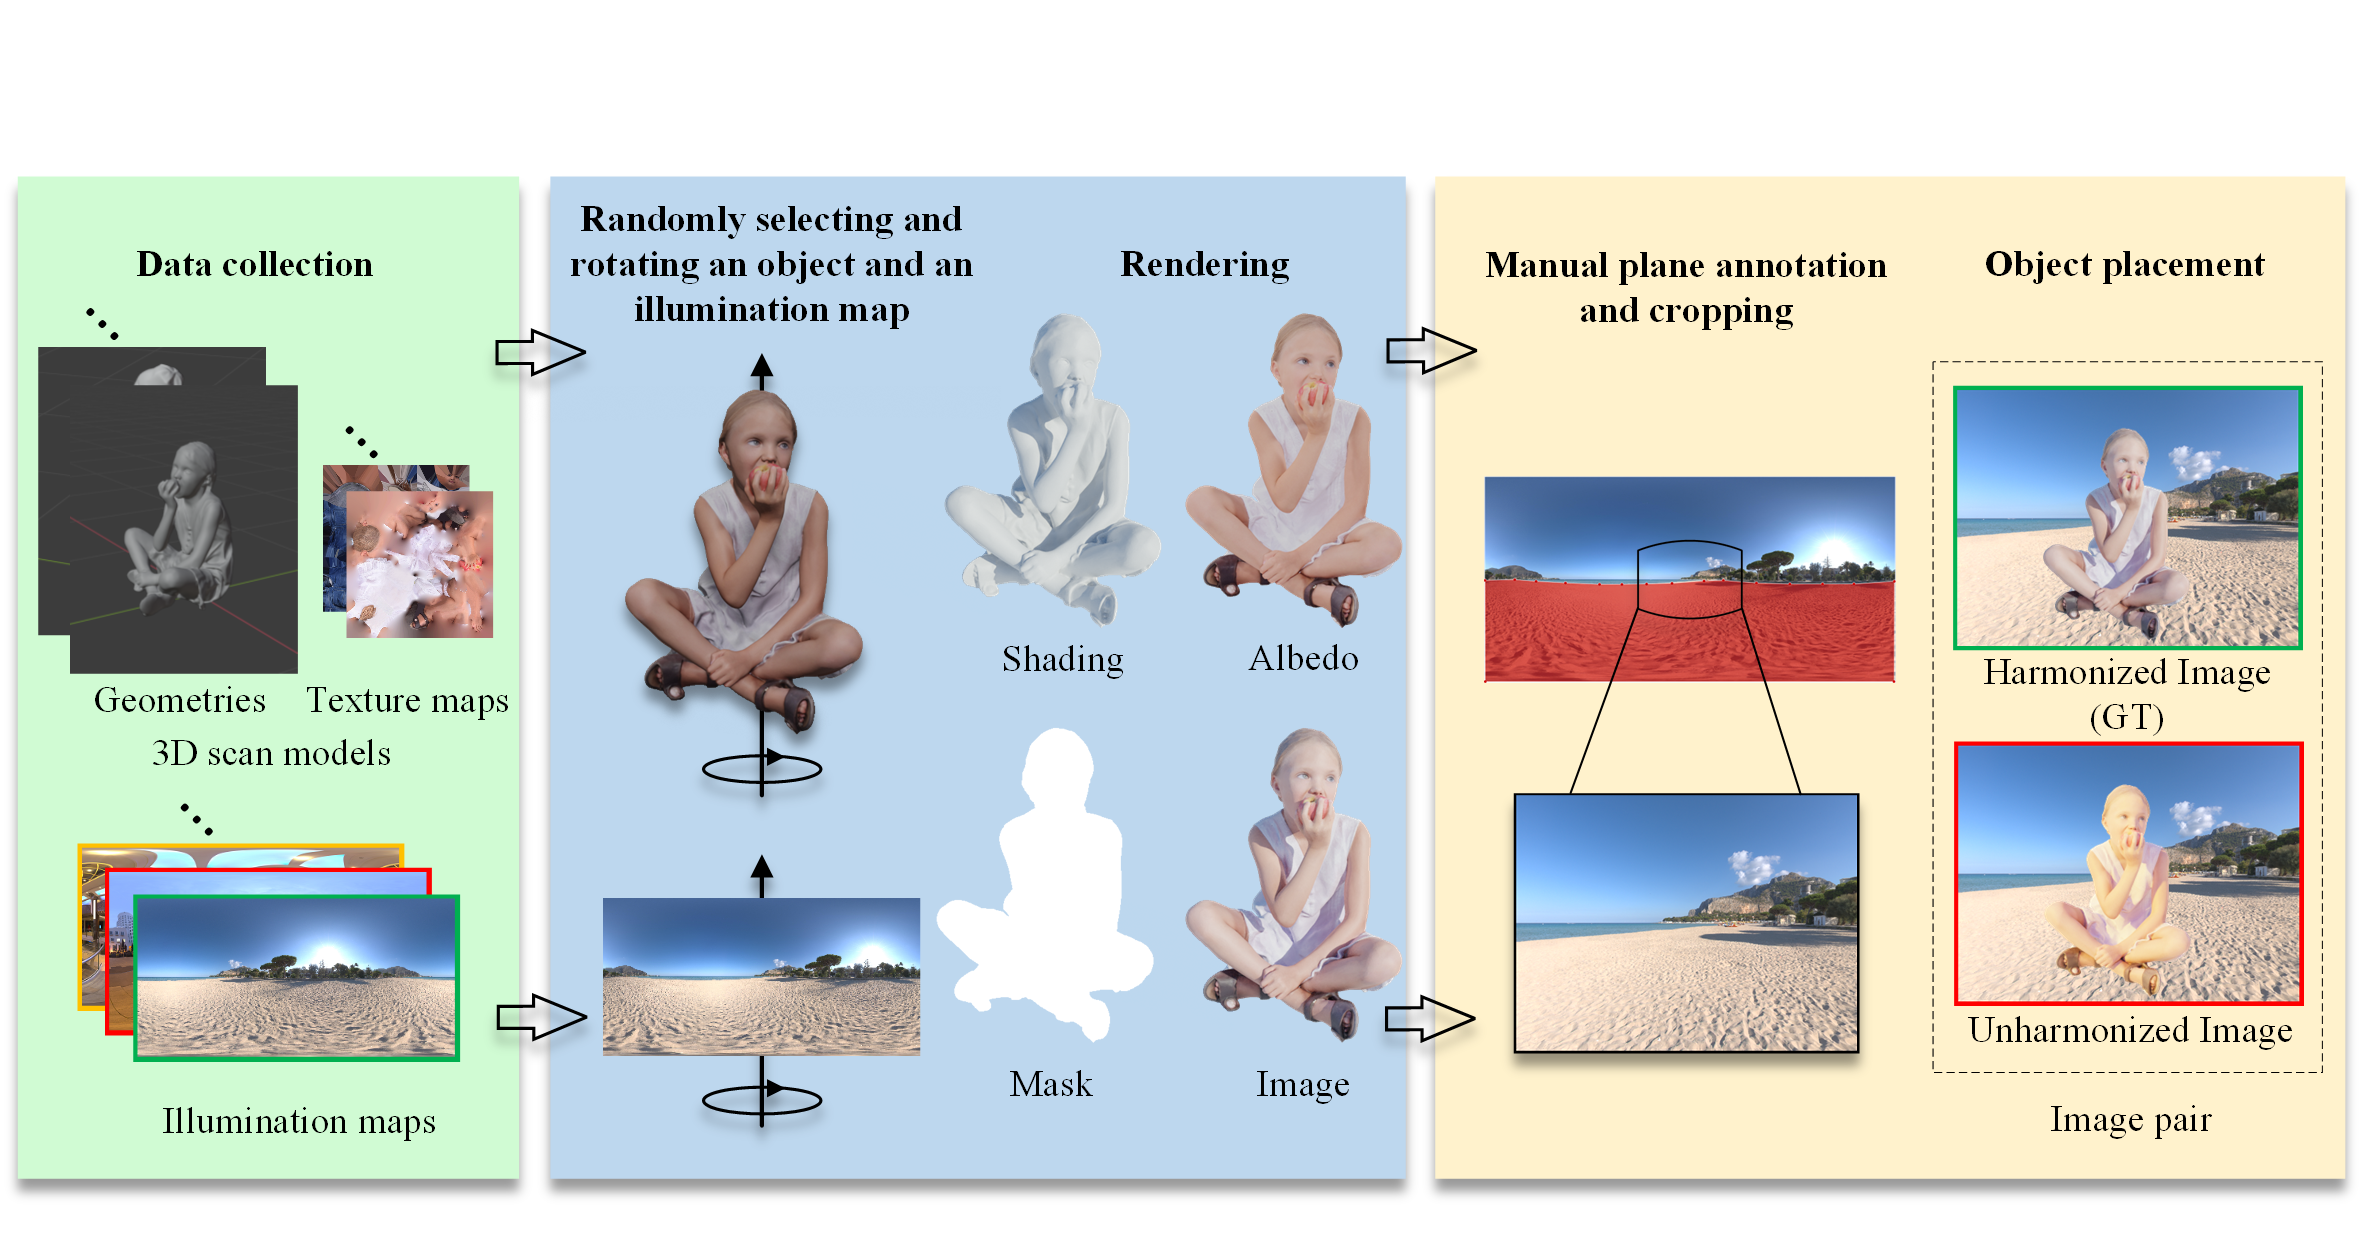 Data collection
Geometries
Texture maps
3D scan models
Illumination maps
Randomly selecting and
rotating an object and an
illumination map
Rendering
Shading
Albedo
Mask
Image
Manual plane annotation
and cropping
Object placement
Harmonized Image
(GT)
Unharmonized Image
Image pair